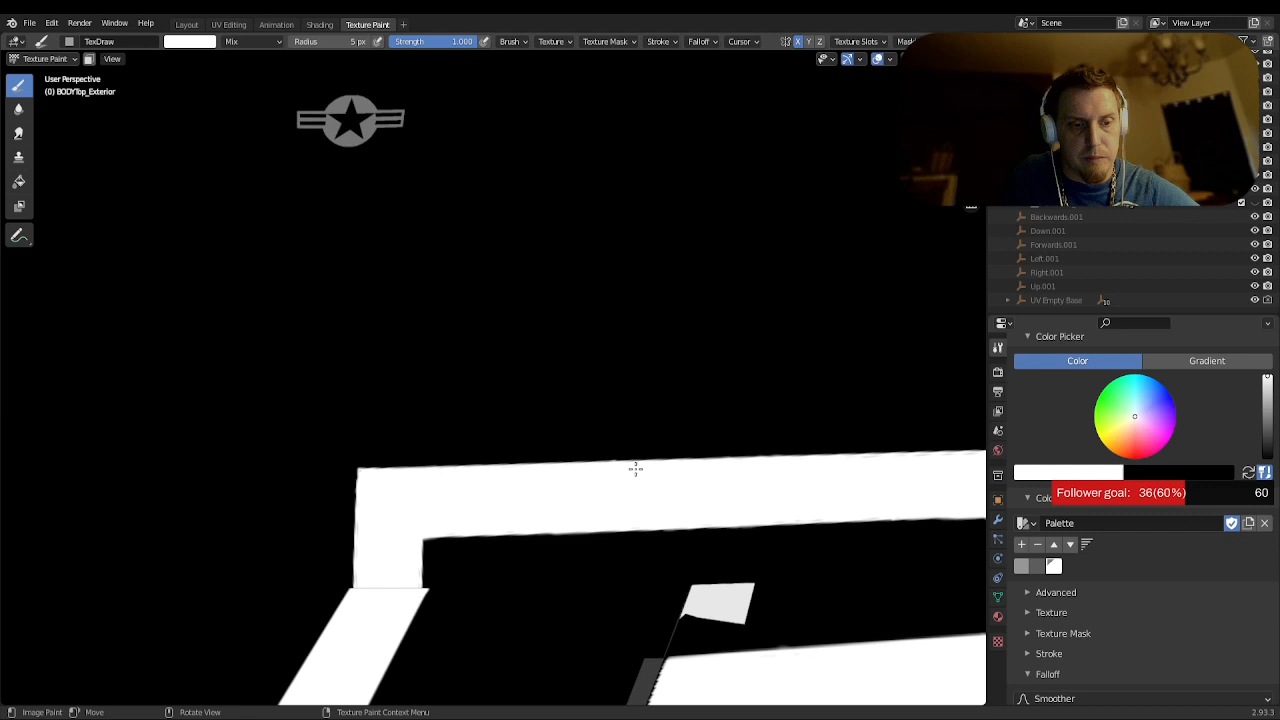 File Edit Render Window Help Layout UV Editing Animation Shading Texture Paint + Scene View Layer
TexDraw Mix Radius 5 px Strength 1.000 Brush Texture Texture Mask Stroke Falloff Cursor X Y Z Texture Slots Mask
Texture Paint View
User Perspective
(0) BODYTop_Exterior
Backwards.001
Down.001
Forwards.001
Left.001
Right.001
Up.001
UV Empty Base 10
Color Picker
Color Gradient
Follower goal: 36(60%) 60
Palette
Advanced
Texture
Texture Mask
Stroke
Falloff
Smoother
Image Paint Move Rotate View Texture Paint Context Menu 2.93.3